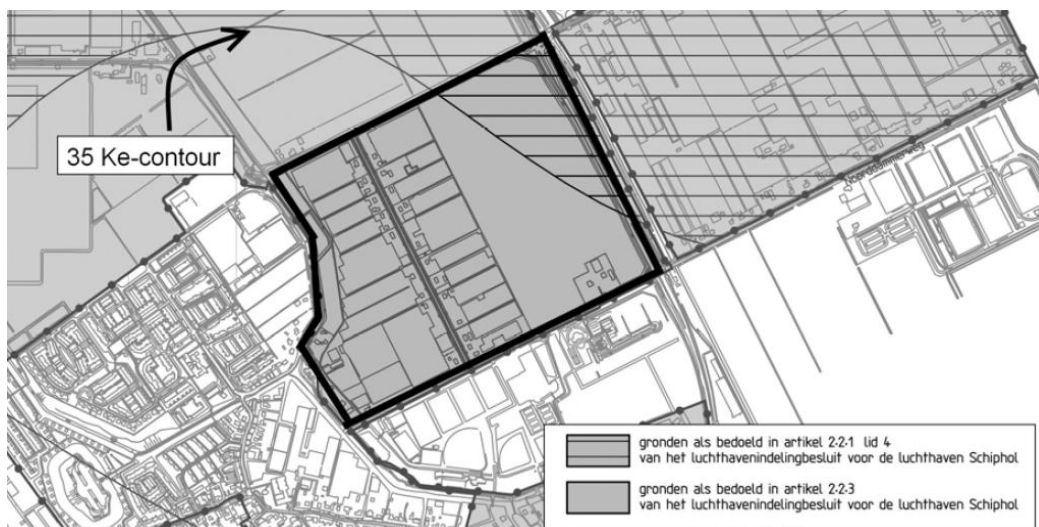 35 Ke-contour
Noorddammerweg
gronden als bedoeld in artikel 2.2.1 lid 4
van het luchthavenindelingbesluit voor de luchthaven Schiphol
gronden als bedoeld in artikel 2.2.3
van het luchthavenindelingbesluit voor de luchthaven Schiphol